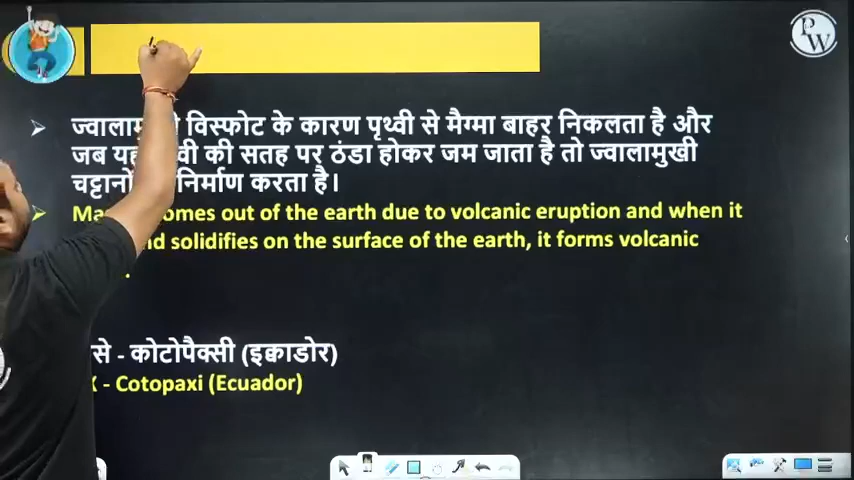 PW
ज्वालाम विस्फोट के कारण पृथ्वी से मैग्मा बाहर निकलता है और
जब यह वी की सतह पर ठंडा होकर जम जाता है तो ज्वालामुखी
चट्टानों निर्माण करता है।
Ma omes out of the earth due to volcanic eruption and when it
nd solidifies on the surface of the earth, it forms volcanic
.
से - कोटोपैक्सी (इक्वाडोर)
- Cotopaxi (Ecuador)